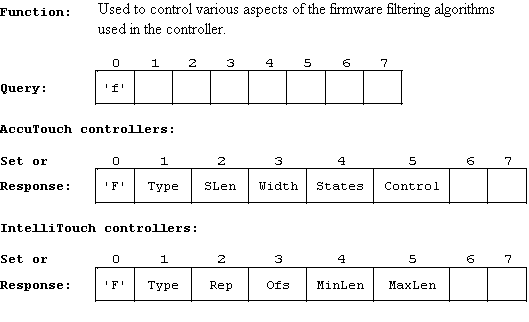 Function: Used to control various aspects of the firmware filtering algorithms
used in the controller.
0 1 2 3 4 5 6 7
Query: 'f'
AccuTouch controllers:
Set or 0 1 2 3 4 5 6 7
Response: 'F' Type SLen Width States Control
IntelliTouch controllers:
Set or 0 1 2 3 4 5 6 7
Response: 'F' Type Rep Ofs MinLen MaxLen